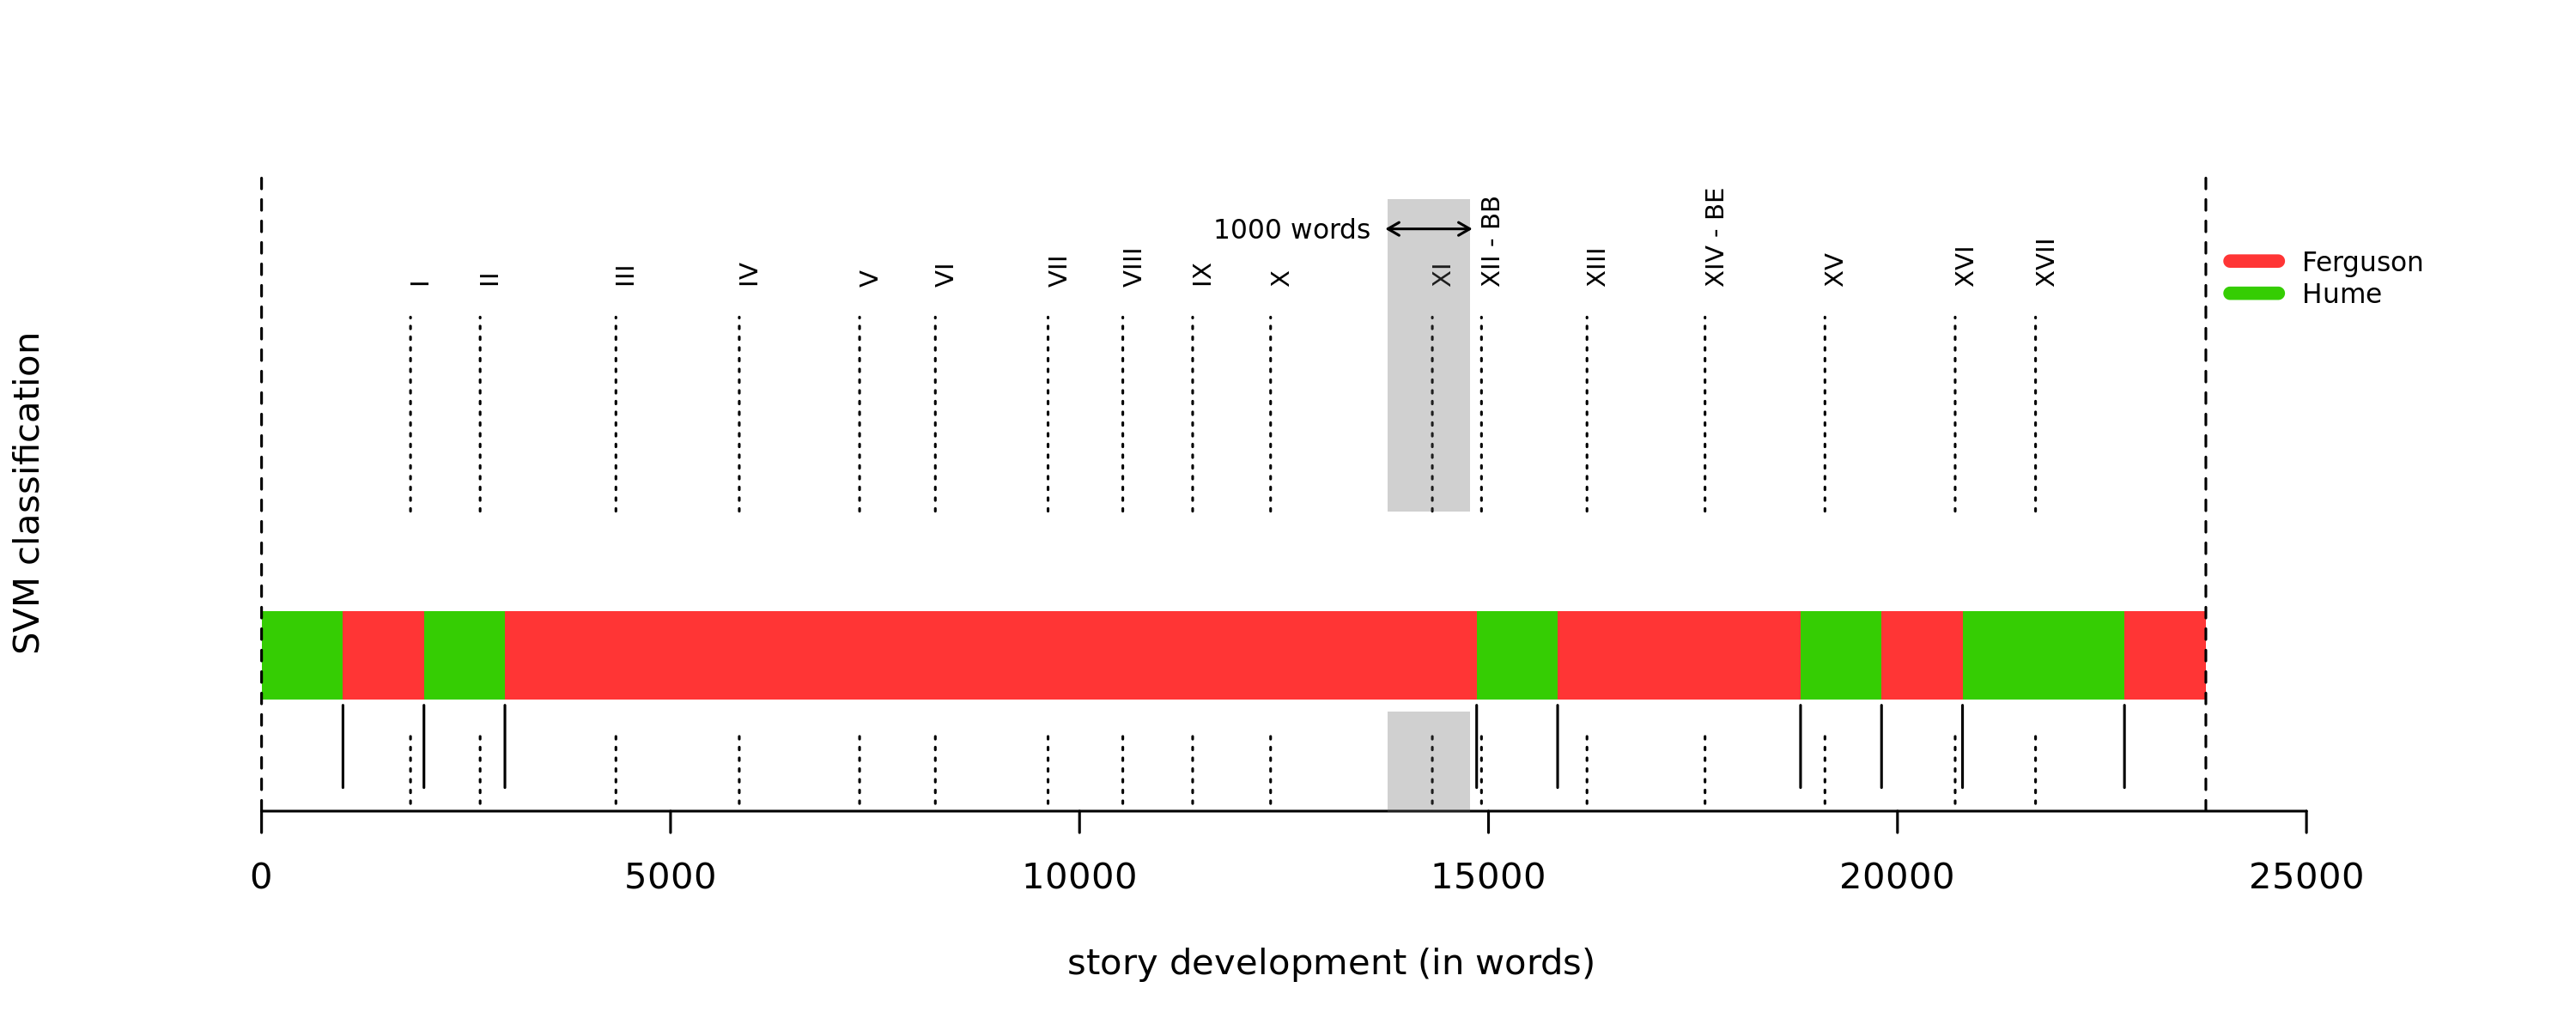 SVM classification
1000 words
I
II
III
IV
V
VI
VII
VIII
IX
X
XI
XII - BB
XIII
XIV - BE
XV
XVI
XVII
Ferguson
Hume
0
5000
10000
15000
20000
25000
story development (in words)